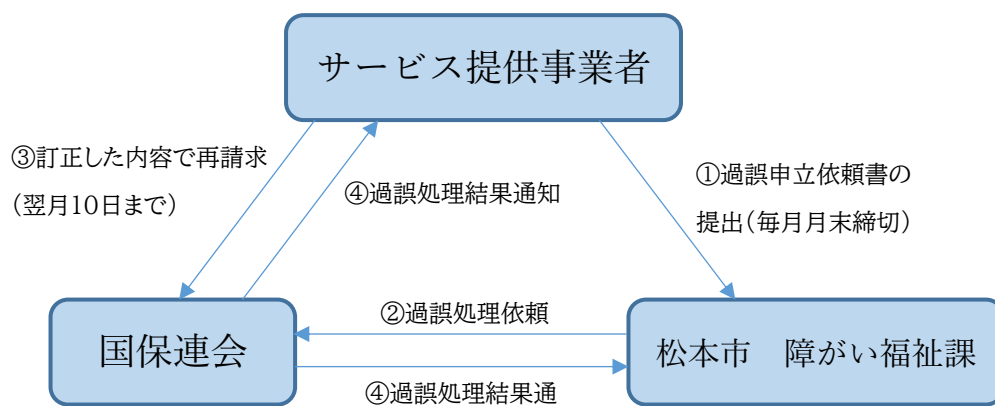 サービス提供事業者
③訂正した内容で再請求
（翌月10日まで）
④過誤処理結果通知
①過誤申立依頼書の
提出（毎月月末締切）
②過誤処理依頼
国保連会
松本市　障がい福祉課
④過誤処理結果通